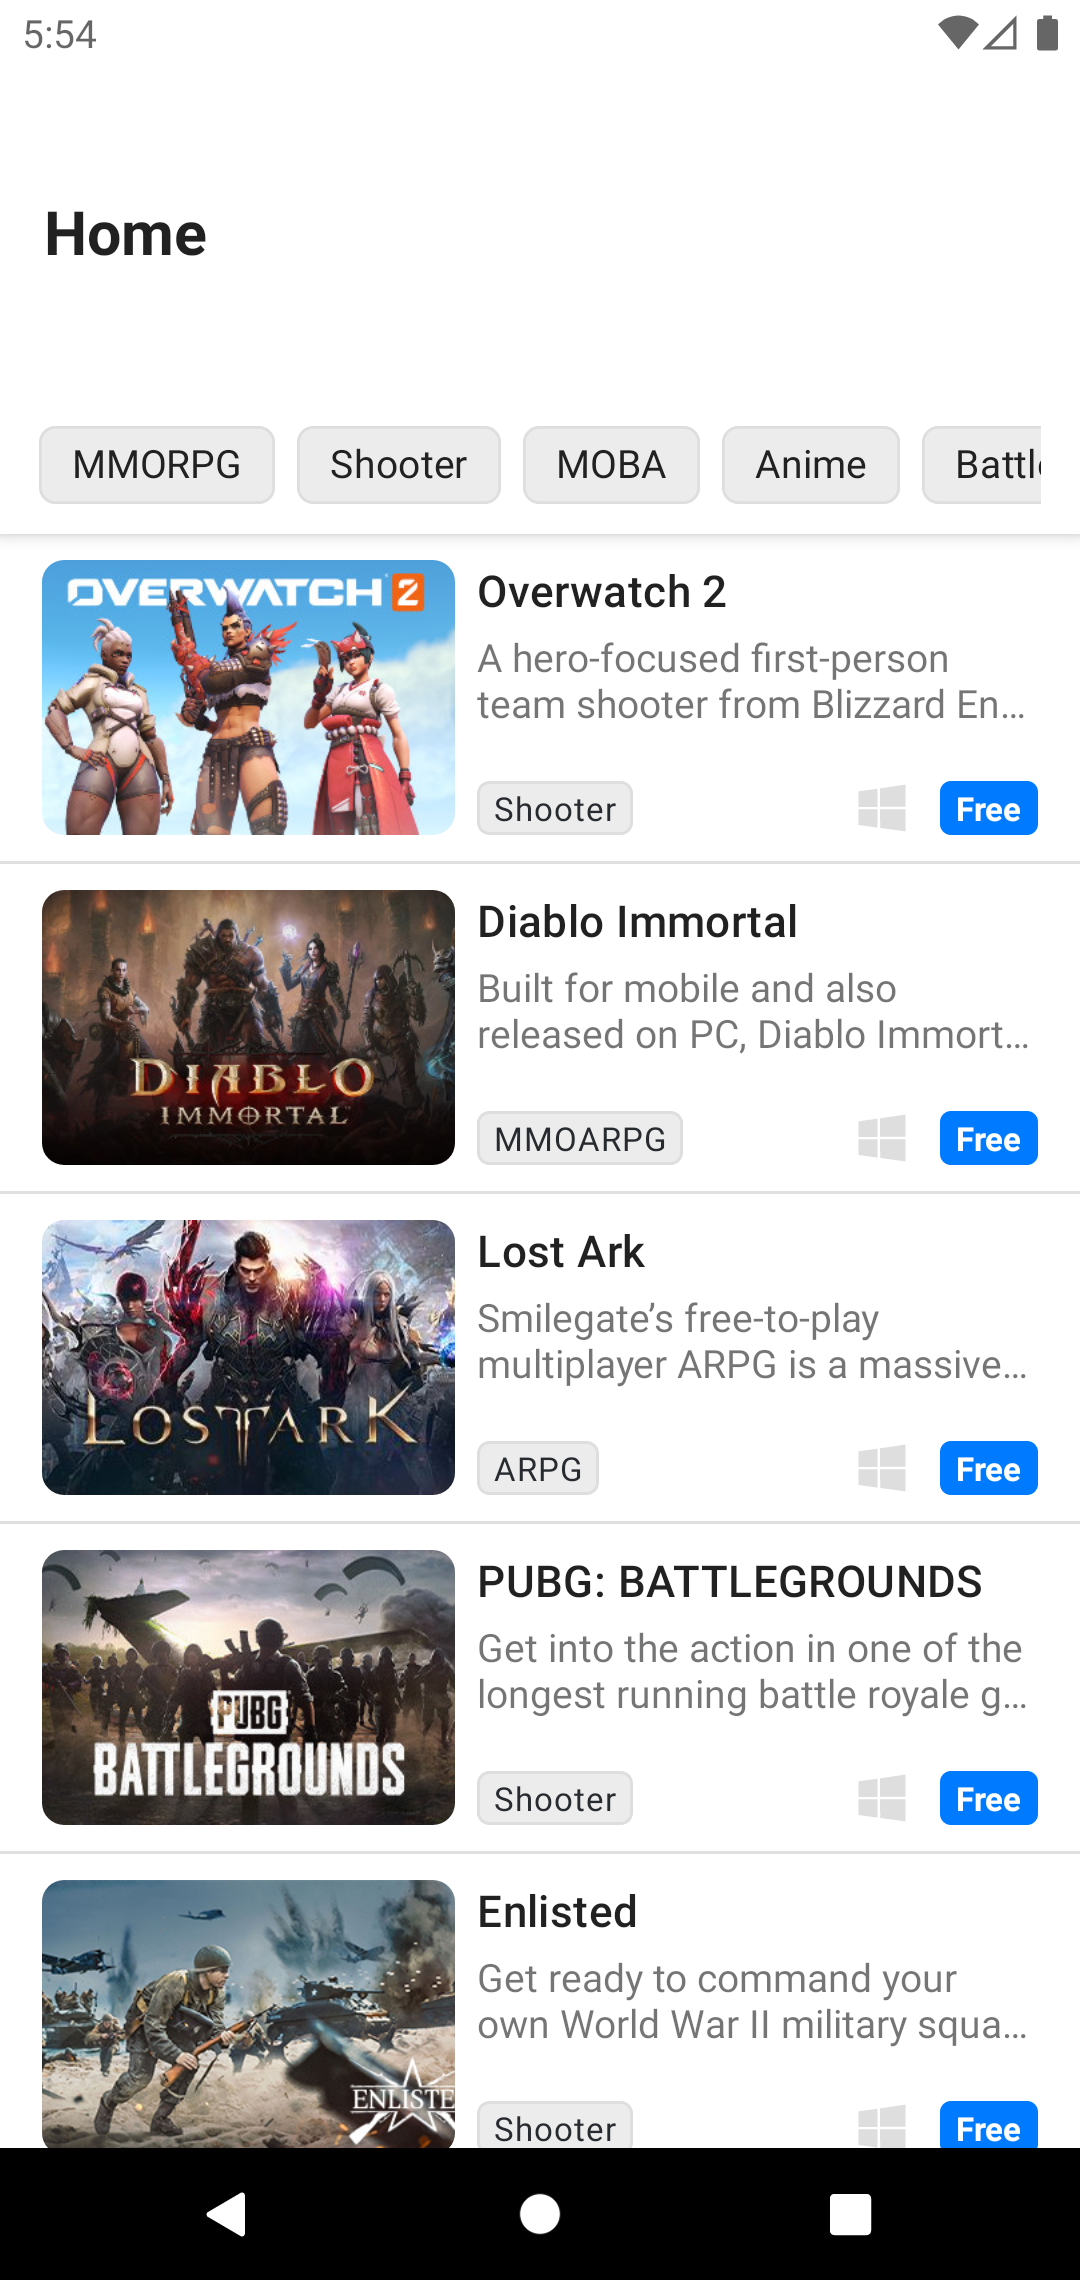 5:54
Home
MMORPG
Shooter
MOBA
Anime
Battle
OVERWATCH 2
Overwatch 2
A hero-focused first-person
team shooter from Blizzard En…
Shooter
Free
DIABLO
IMMORTAL
Diablo Immortal
Built for mobile and also
released on PC, Diablo Immort…
MMOARPG
Free
LOST ARK
Lost Ark
Smilegate’s free-to-play
multiplayer ARPG is a massive…
ARPG
Free
PUBG
BATTLEGROUNDS
PUBG: BATTLEGROUNDS
Get into the action in one of the
longest running battle royale g…
Shooter
Free
ENLISTE
Enlisted
Get ready to command your
own World War II military squa…
Shooter
Free